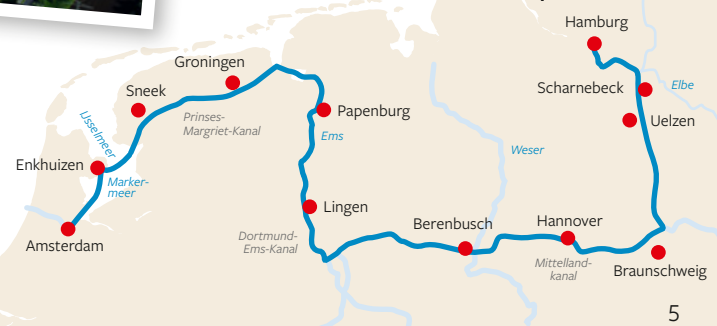 Hamburg
Groningen
Scharnebeck
Elbe
Sneek
Papenburg
Uelzen
IJsselmeer
Prinses-
Margriet-Kanal
Ems
Weser
Enkhuizen
Marker-
meer
Lingen
Berenbusch
Hannover
Amsterdam
Dortmund-
Ems-Kanal
Mittelland-
kanal
Braunschweig
5